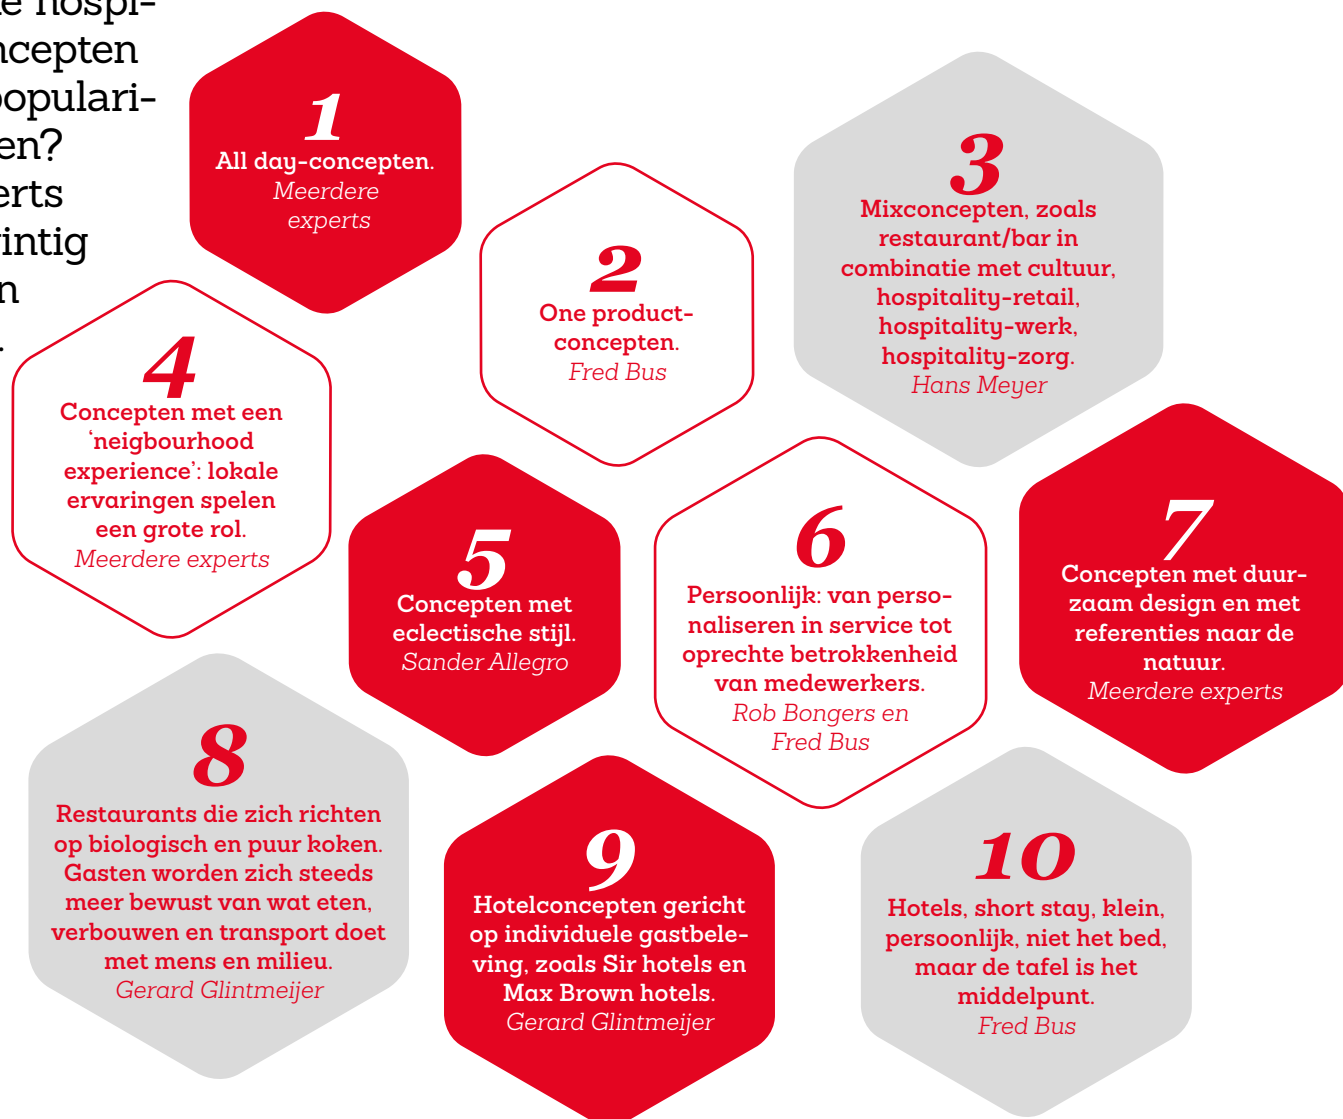 hospi-
ncepten
populari-
en?
erts
intig
n
.
1
All day-concepten.
Meerdere
experts
2
One product-
concepten.
Fred Bus
3
Mixconcepten, zoals
restaurant/bar in
combinatie met cultuur,
hospitality-retail,
hospitality-werk,
hospitality-zorg.
Hans Meyer
4
Concepten met een
‘neigbourhood
experience’: lokale
ervaringen spelen
een grote rol.
Meerdere experts
5
Concepten met
eclectische stijl.
Sander Allegro
6
Persoonlijk: van perso-
naliseren in service tot
oprechte betrokkenheid
van medewerkers.
Rob Bongers en
Fred Bus
7
Concepten met duur-
zaam design en met
referenties naar de
natuur.
Meerdere experts
8
Restaurants die zich richten
op biologisch en puur koken.
Gasten worden zich steeds
meer bewust van wat eten,
verbouwen en transport doet
met mens en milieu.
Gerard Glintmeijer
9
Hotelconcepten gericht
op individuele gastbele-
ving, zoals Sir hotels en
Max Brown hotels.
Gerard Glintmeijer
10
Hotels, short stay, klein,
persoonlijk, niet het bed,
maar de tafel is het
middelpunt.
Fred Bus